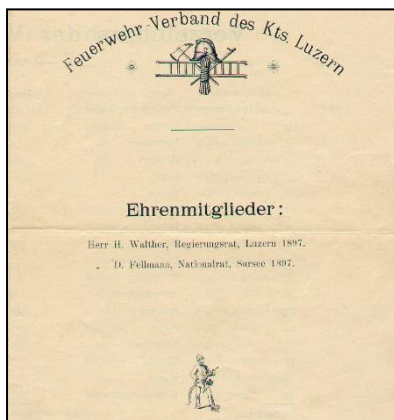 Feuerwehr Verband des Kts. Luzern
Ehrenmitglieder:
Herr H. Walther, Regierungsrat, Luzern 1897.
„ D. Fellmann, Nationalrat, Sursee 1897.